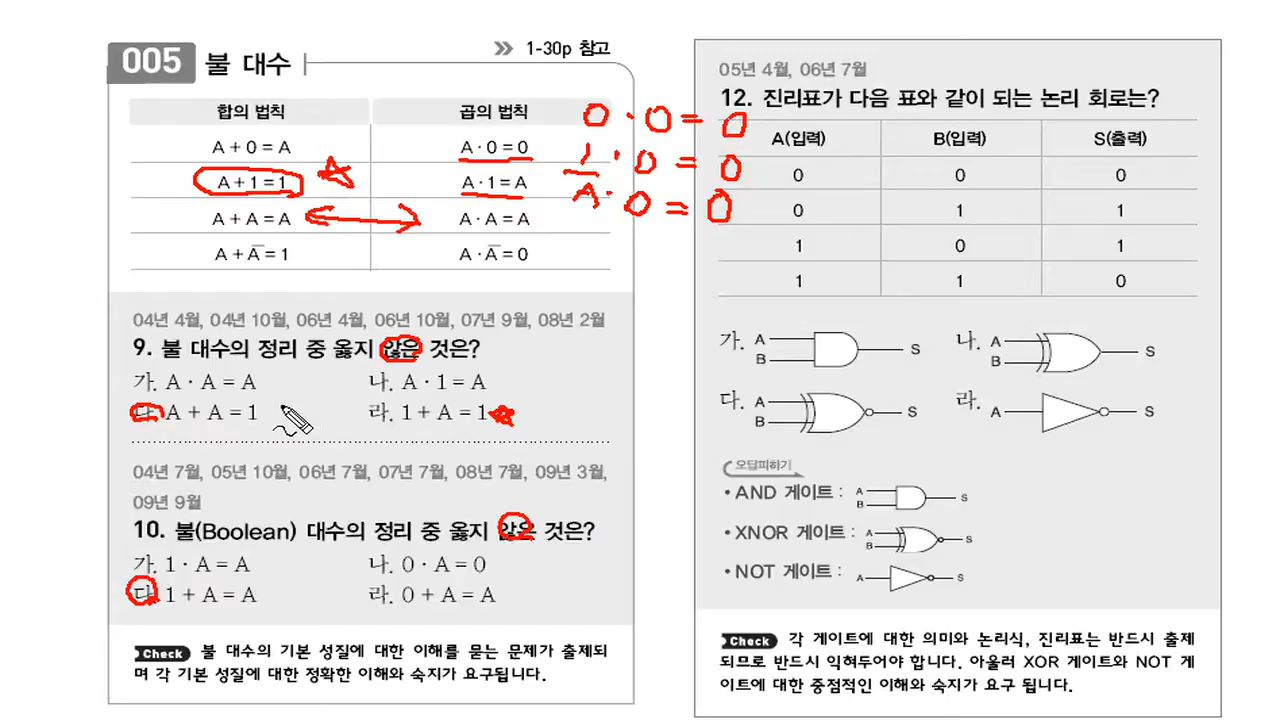 005 불 대수
» 1-30p 참고
합의 법칙 곱의 법칙
A + 0 = A A · 0 = 0
A + 1 = 1 A · 1 = A
A + A = A A · A = A
A + A̅ = 1 A · A̅ = 0
0 · 0 = 0
1 · 0 = 0
A · 0 = 0
04년 4월, 04년 10월, 06년 4월, 06년 10월, 07년 9월, 08년 2월
9. 불 대수의 정리 중 옳지 않은 것은?
가. A · A = A 나. A · 1 = A
다. A + A = 1 라. 1 + A = 1
04년 7월, 05년 10월, 06년 7월, 07년 7월, 08년 7월, 09년 3월,
09년 9월
10. 불(Boolean) 대수의 정리 중 옳지 않은 것은?
가. 1 · A = A 나. 0 · A = 0
다. 1 + A = A 라. 0 + A = A
Check 불 대수의 기본 성질에 대한 이해를 묻는 문제가 출제되
며 각 기본 성질에 대한 정확한 이해와 숙지가 요구됩니다.
05년 4월, 06년 7월
12. 진리표가 다음 표와 같이 되는 논리 회로는?
A(입력) B(입력) S(출력)
0 0 0
0 1 1
1 0 1
1 1 0
가. A B S 나. A B S
다. A B S 라. A S
오답피하기
• AND 게이트 : A B S
• XNOR 게이트 : A B S
• NOT 게이트 : A S
Check 각 게이트에 대한 의미와 논리식, 진리표는 반드시 출제
되므로 반드시 익혀두어야 합니다. 아울러 XOR 게이트와 NOT 게
이트에 대한 중점적인 이해와 숙지가 요구 됩니다.